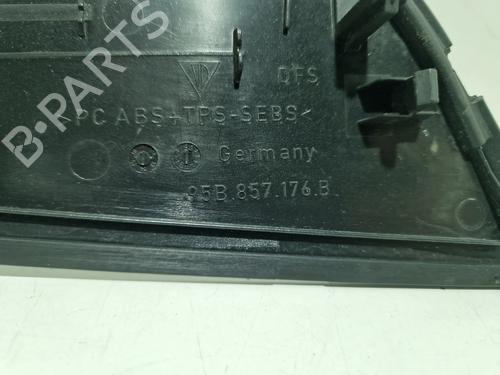 DFS
>PC ABS+TPS-SEBS<
Germany
95B.857.176.B
B-PARTS